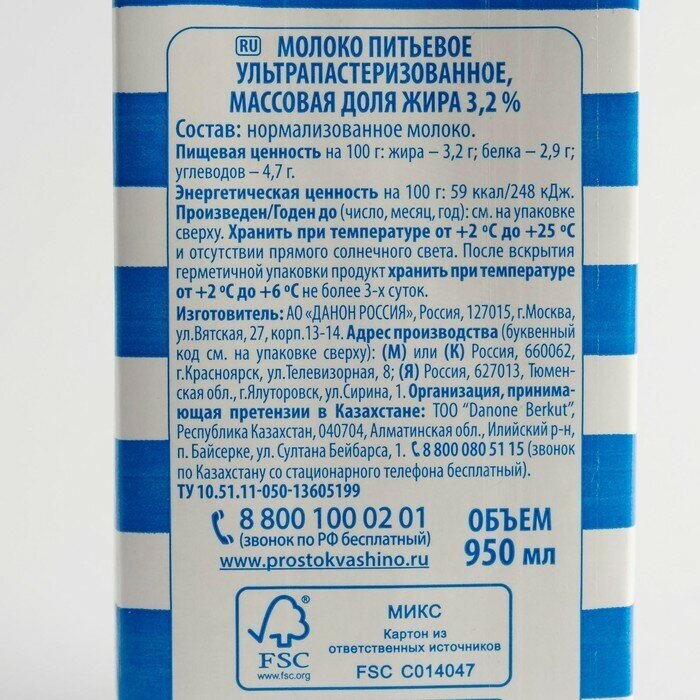 RU МОЛОКО ПИТЬЕВОЕ
УЛЬТРАПАСТЕРИЗОВАННОЕ,
МАССОВАЯ ДОЛЯ ЖИРА 3,2 %
Состав: нормализованное молоко.
Пищевая ценность на 100 г: жира – 3,2 г; белка – 2,9 г;
углеводов – 4,7 г.
Энергетическая ценность на 100 г: 59 ккал/248 кДж.
Произведен/Годен до (число, месяц, год): см. на упаковке
сверху. Хранить при температуре от +2 °С до +25 °С
и отсутствии прямого солнечного света. После вскрытия
герметичной упаковки продукт хранить при температуре
от +2 °С до +6 °С не более 3-х суток.
Изготовитель: АО «ДАНОН РОССИЯ», Россия, 127015, г.Москва,
ул.Вятская, 27, корп.13-14. Адрес производства (буквенный
код см. на упаковке сверху): (М) или (К) Россия, 660062,
г.Красноярск, ул.Телевизорная, 8; (Я) Россия, 627013, Тюмен-
ская обл., г.Ялуторовск, ул.Сирина, 1. Организация, принима-
ющая претензии в Казахстане: ТОО "Danone Berkut",
Республика Казахстан, 040704, Алматинская обл., Илийский р-н,
п. Байсерке, ул. Султана Бейбарса, 1. 8 800 080 51 15 (звонок
по Казахстану со стационарного телефона бесплатный).
ТУ 10.51.11-050-13605199
8 800 100 02 01
(звонок по РФ бесплатный)
www.prostokvashino.ru
ОБЪЕМ
950 мл
FSC
www.fsc.org
МИКС
Картон из
ответственных источников
FSC C014047